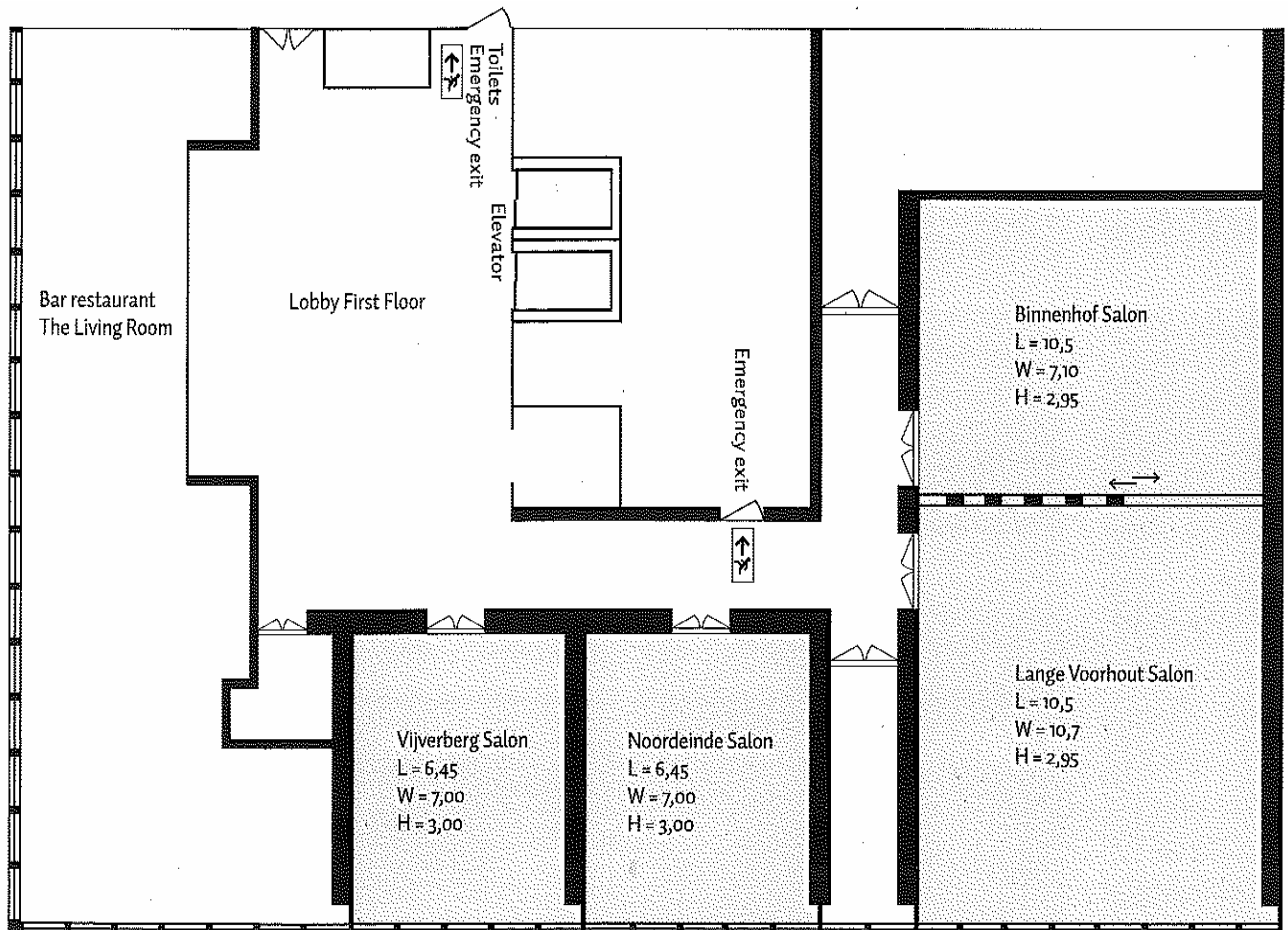 Toilets
Emergency exit
Elevator
Bar restaurant
The Living Room
Lobby First Floor
Emergency exit
Binnenhof Salon
L = 10,5
W = 7,10
H = 2,95
Lange Voorhout Salon
L = 10,5
W = 10,7
H = 2,95
Vijverberg Salon
L = 6,45
W = 7,00
H = 3,00
Noordeinde Salon
L = 6,45
W = 7,00
H = 3,00